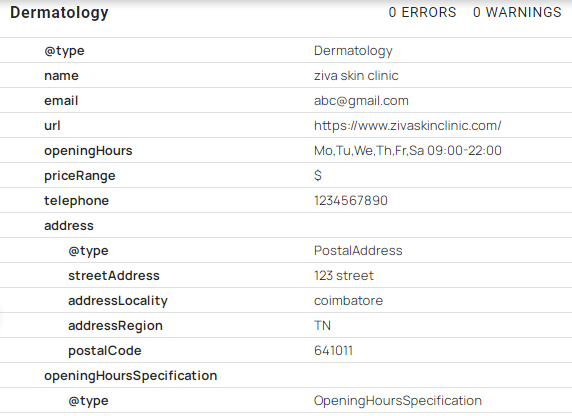 Dermatology 0 ERRORS 0 WARNINGS
@type Dermatology
name ziva skin clinic
email abc@gmail.com
url https://www.zivaskinclinic.com/
openingHours Mo,Tu,We,Th,Fr,Sa 09:00-22:00
priceRange $
telephone 1234567890
address
@type PostalAddress
streetAddress 123 street
addressLocality coimbatore
addressRegion TN
postalCode 641011
openingHoursSpecification
@type OpeningHoursSpecification